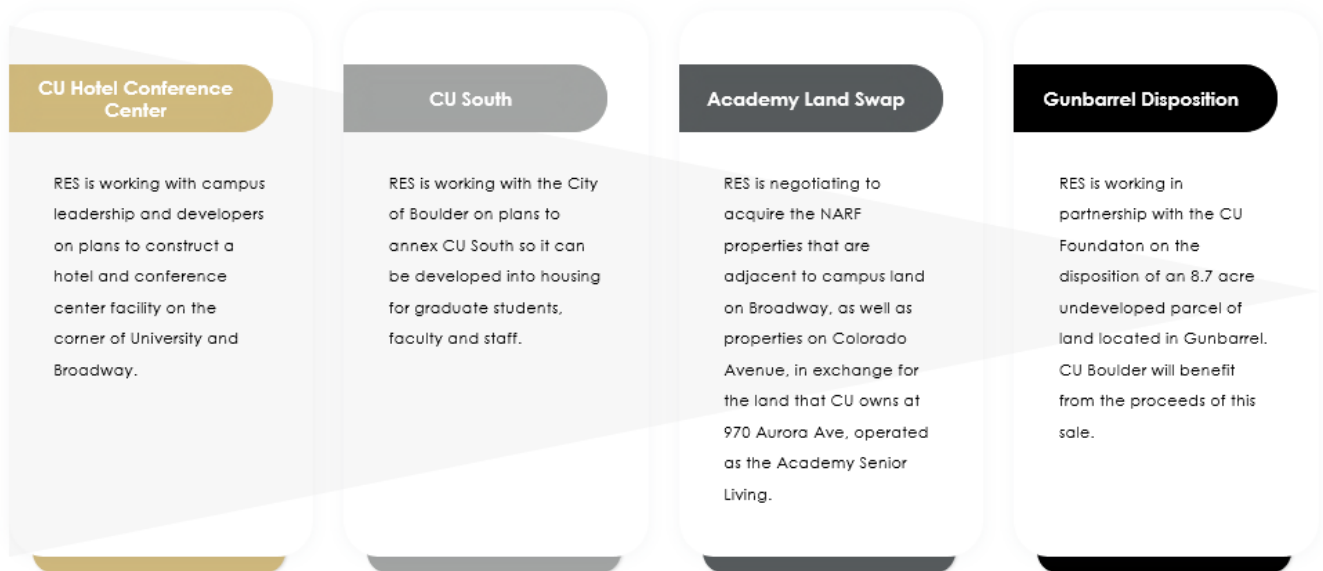 CU Hotel Conference
Center
RES is working with campus
leadership and developers
on plans to construct a
hotel and conference
center facility on the
corner of University and
Broadway.
CU South
RES is working with the City
of Boulder on plans to
annex CU South so it can
be developed into housing
for graduate students,
faculty and staff.
Academy Land Swap
RES is negotiating to
acquire the NARF
properties that are
adjacent to campus land
on Broadway, as well as
properties on Colorado
Avenue, in exchange for
the land that CU owns at
970 Aurora Ave, operated
as the Academy Senior
Living.
Gunbarrel Disposition
RES is working in
partnership with the CU
Foundaton on the
disposition of an 8.7 acre
undeveloped parcel of
land located in Gunbarrel.
CU Boulder will benefit
from the proceeds of this
sale.